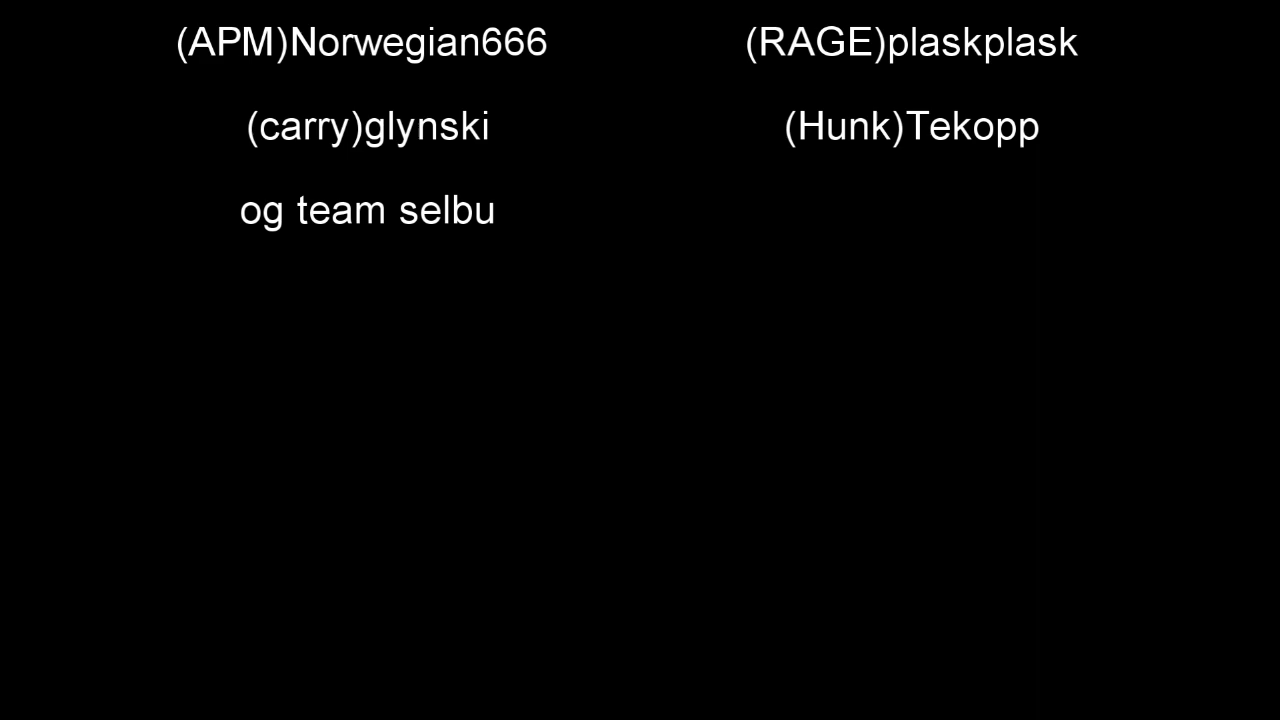 (APM)Norwegian666
(RAGE)plaskplask
(carry)glynski
(Hunk)Tekopp
og team selbu